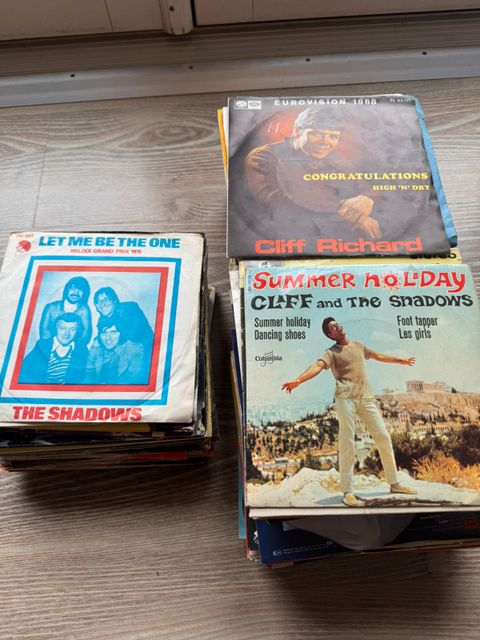 LET ME BE THE ONE
MELODI GRAND PRIX 1975
THE SHADOWS
EUROVISION 1968
CONGRATULATIONS
HIGH 'N' DRY
Cliff Richard
SUMMER HOLIDAY
CLIFF and THE SHADOWS
Summer holiday
Dancing shoes
Foot tapper
Les girls
Columbia